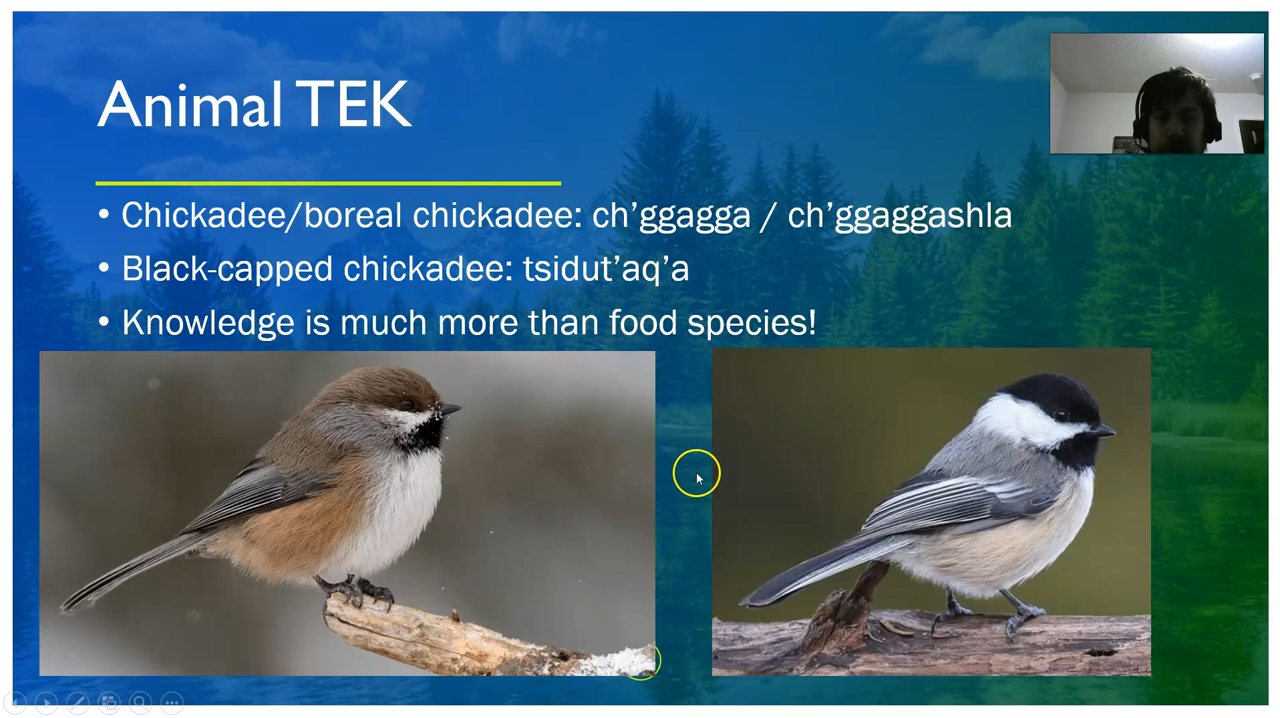 Animal TEK
• Chickadee/boreal chickadee: ch’ggagga / ch’ggaggashla
• Black-capped chickadee: tsidut’aq’a
• Knowledge is much more than food species!